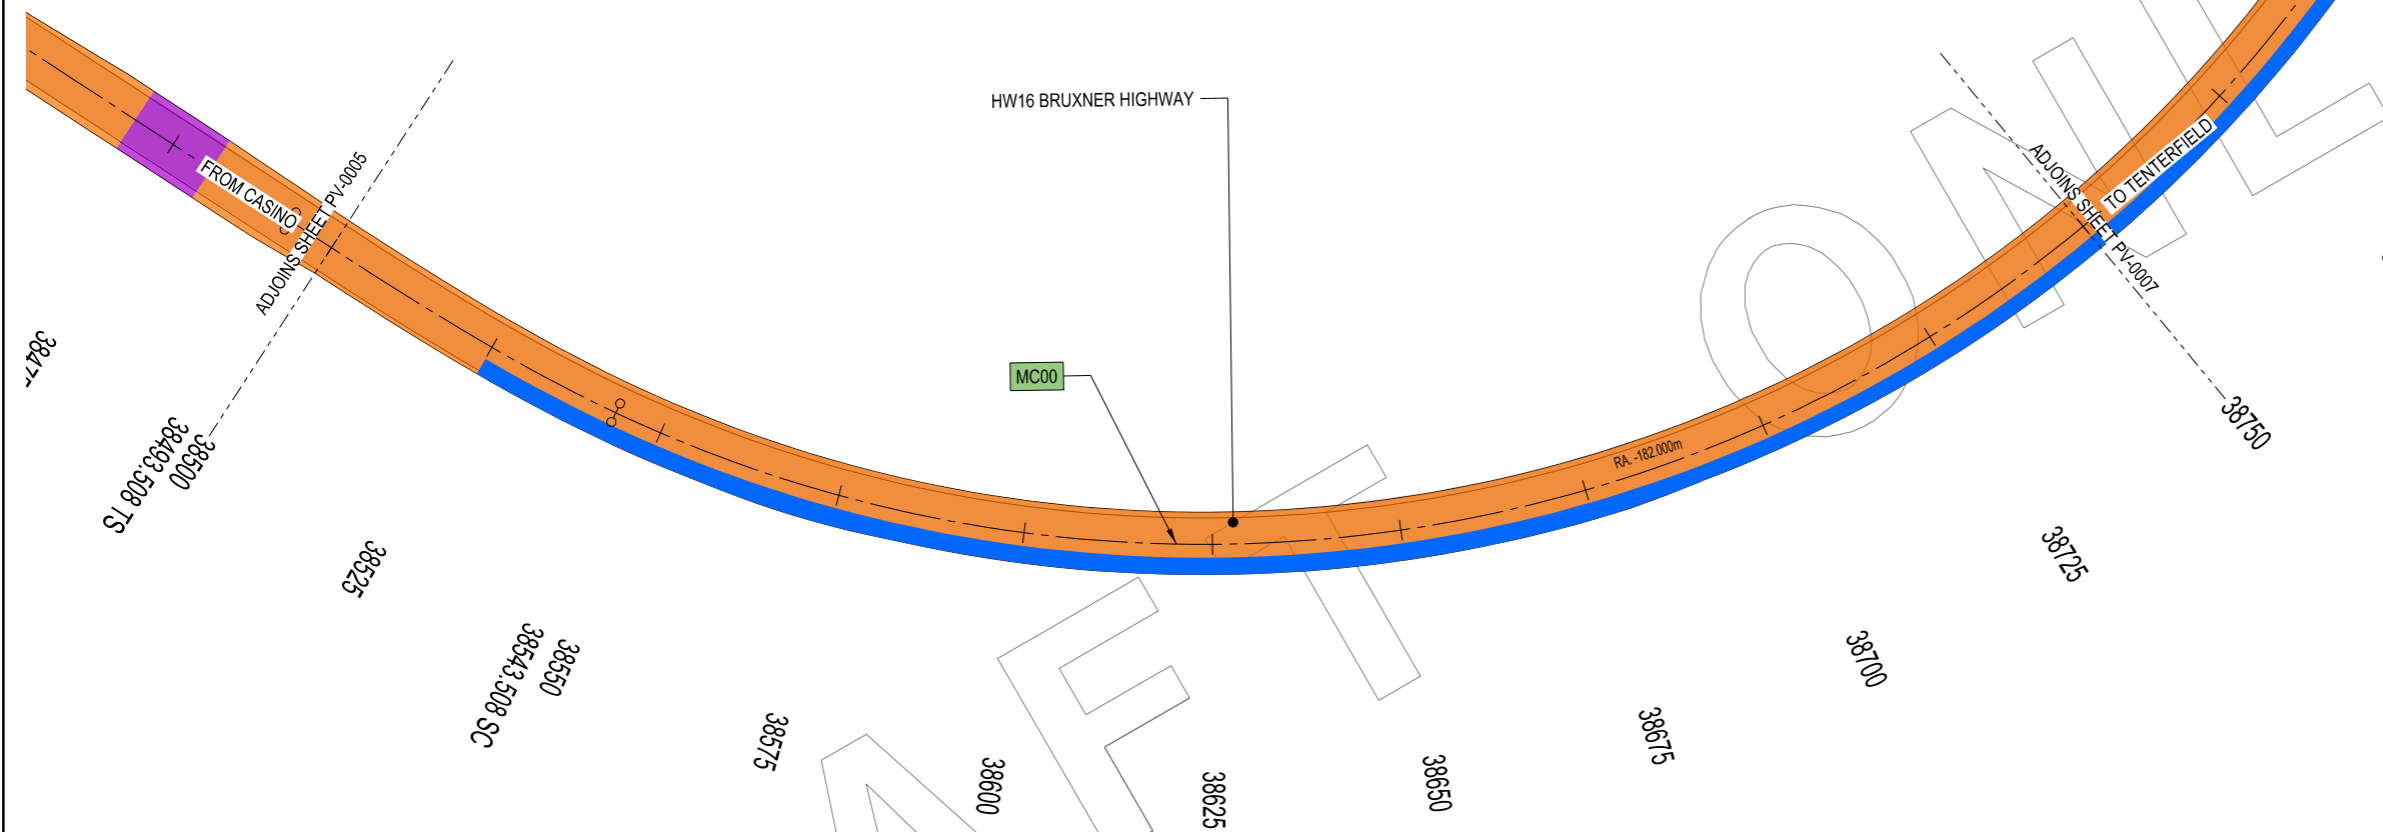 HW16 BRUXNER HIGHWAY
FROM CASINO
ADJOINS SHEET PV-0005
ADJOINS SHEET PV-0007
TO TENTERFIELD
MC00
RA. -182.000m
38493.508 TS
38500
38525
38543.508 SC
38550
38575
38600
38625
38650
38675
38700
38725
38750